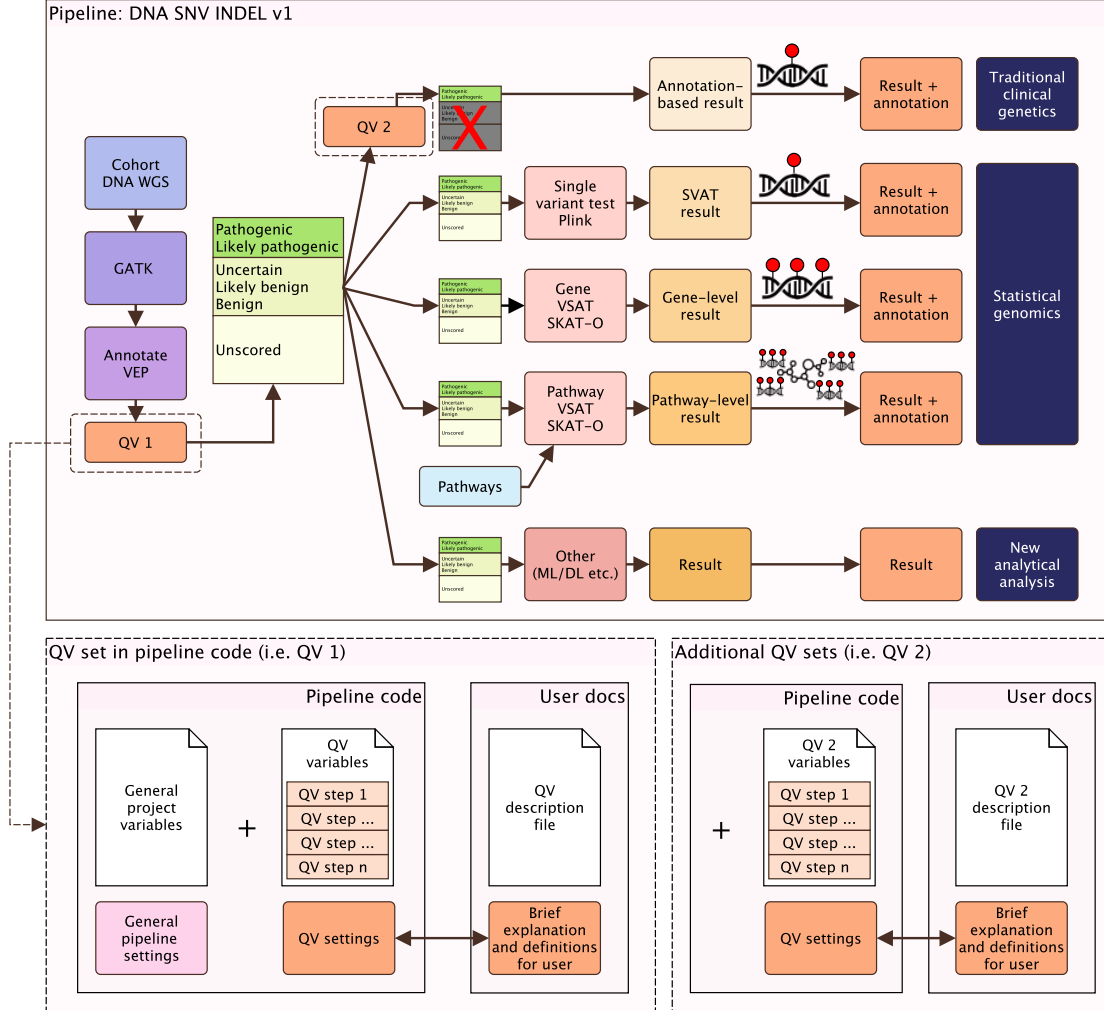 Pipeline: DNA SNV INDEL v1
Cohort
DNA WGS
GATK
Annotate
VEP
QV 1
Pathogenic
Likely pathogenic
Uncertain
Likely benign
Benign
Unscored
QV 2
Pathogenic
Likely pathogenic
Uncertain
Likely benign
Benign
Unscored
X
Annotation-
based result
Result +
annotation
Traditional
clinical
genetics
Pathogenic
Likely pathogenic
Uncertain
Likely benign
Benign
Unscored
Single
variant test
Plink
SVAT
result
Result +
annotation
Pathogenic
Likely pathogenic
Uncertain
Likely benign
Benign
Unscored
Gene
VSAT
SKAT-O
Gene-level
result
Result +
annotation
Statistical
genomics
Pathogenic
Likely pathogenic
Uncertain
Likely benign
Benign
Unscored
Pathway
VSAT
SKAT-O
Pathway-level
result
Result +
annotation
Pathways
Pathogenic
Likely pathogenic
Uncertain
Likely benign
Benign
Unscored
Other
(ML/DL etc.)
Result
Result
New
analytical
analysis
QV set in pipeline code (i.e. QV 1)
Pipeline code
General
project
variables
+
QV
variables
QV step 1
QV step ...
QV step ...
QV step n
General
pipeline
settings
QV settings
User docs
QV
description
file
Brief
explanation
and definitions
for user
Additional QV sets (i.e. QV 2)
Pipeline code
+
QV 2
variables
QV step 1
QV step ...
QV step ...
QV step n
QV settings
User docs
QV 2
description
file
Brief
explanation
and definitions
for user